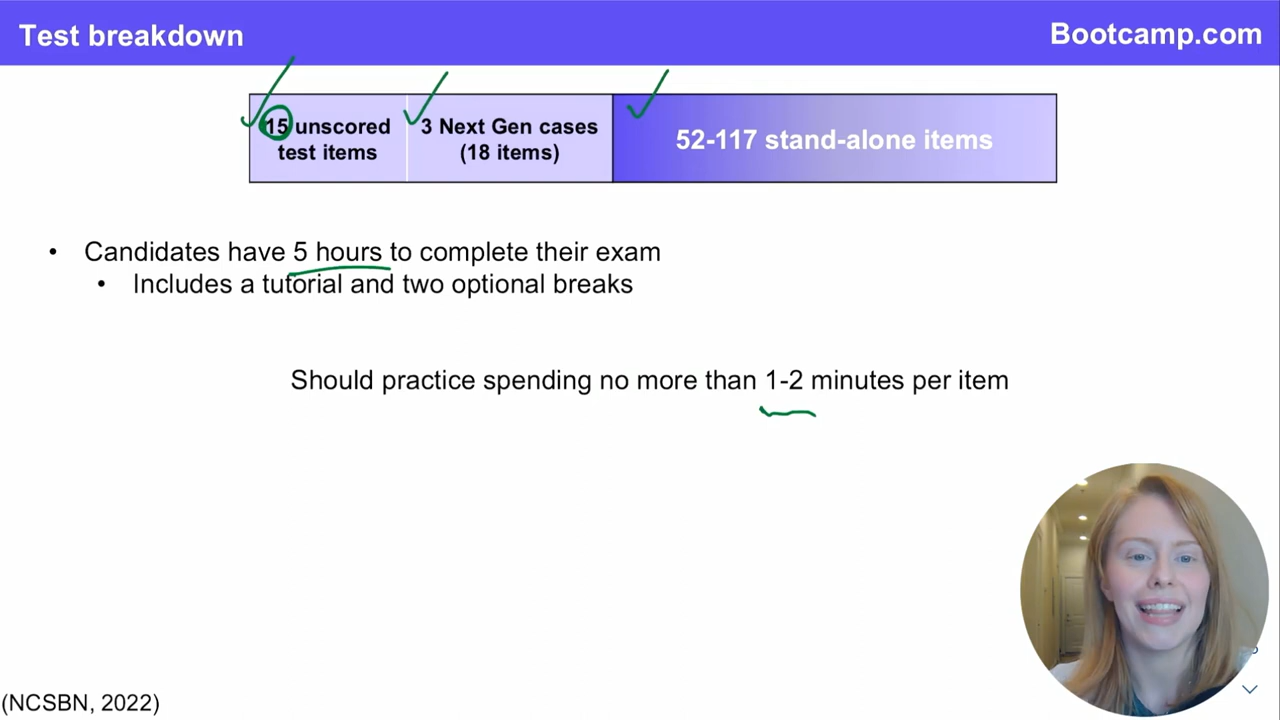 Test breakdown
Bootcamp.com
15 unscored
test items
3 Next Gen cases
(18 items)
52-117 stand-alone items
• Candidates have 5 hours to complete their exam
• Includes a tutorial and two optional breaks
Should practice spending no more than 1-2 minutes per item
(NCSBN, 2022)